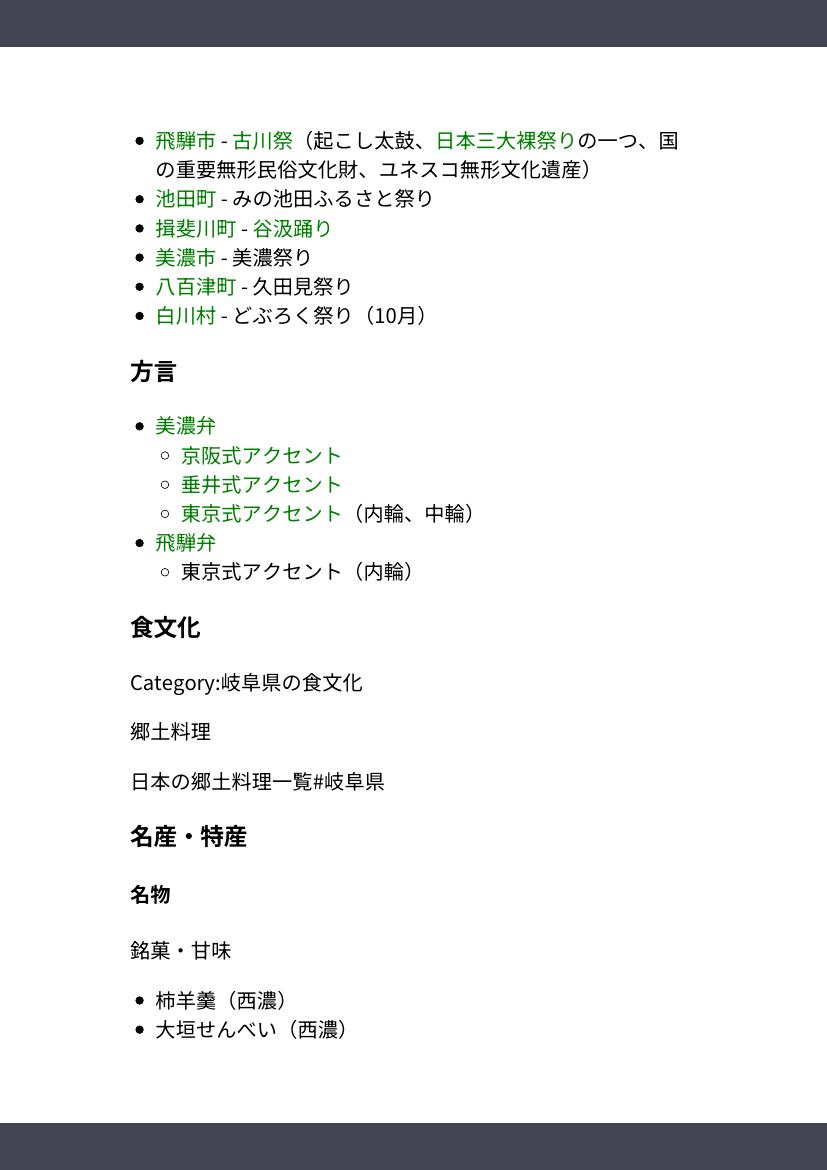 飛騨市 - 古川祭（起こし太鼓、日本三大裸祭りの一つ、国
の重要無形民俗文化財、ユネスコ無形文化遺産）
池田町 - みの池田ふるさと祭り
揖斐川町 - 谷汲踊り
美濃市 - 美濃祭り
八百津町 - 久田見祭り
白川村 - どぶろく祭り（10月）
方言
美濃弁
京阪式アクセント
垂井式アクセント
東京式アクセント（内輪、中輪）
飛騨弁
東京式アクセント（内輪）
食文化
Category:岐阜県の食文化
郷土料理
日本の郷土料理一覧#岐阜県
名産・特産
名物
銘菓・甘味
柿羊羹（西濃）
大垣せんべい（西濃）